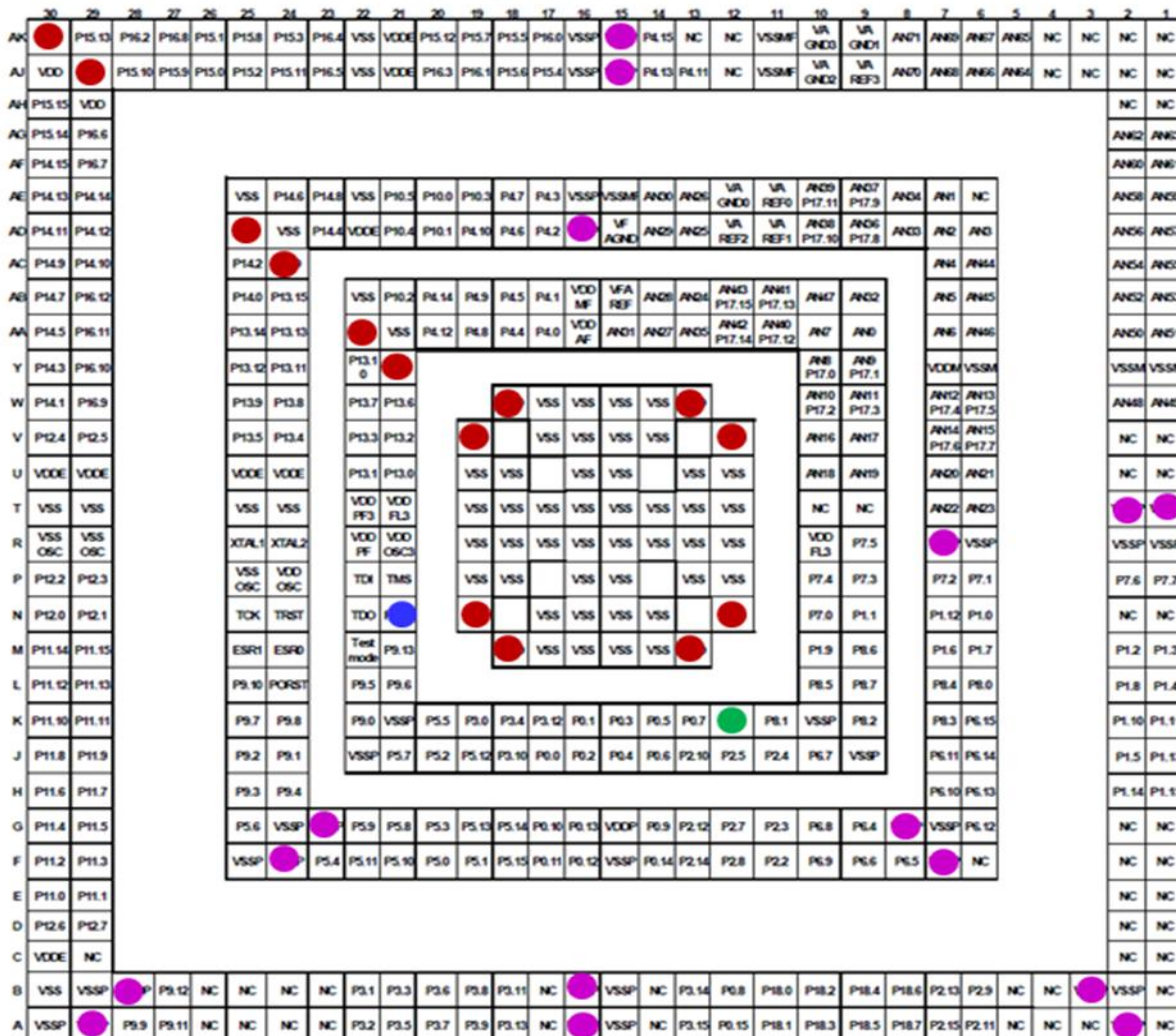 30 29 28 27 26 25 24 23 22 21 20 19 18 17 16 15 14 13 12 11 10 9 8 7 6 5 4 3 2 1
AK P15.13 P16.2 P16.8 P15.1 P15.8 P15.3 P16.4 VSS VDDE P15.12 P15.7 P15.5 P16.0 VSSP P4.15 NC NC VSSMF VA GND3 VA GND1 AN71 AN69 AN67 AN65 NC NC NC NC
AJ VDD P15.10 P15.9 P15.0 P15.2 P15.11 P16.5 VSS VDDE P16.3 P16.1 P15.6 P15.4 VSSP P4.13 P4.11 NC VSSMF VA GND2 VA REF3 AN70 AN68 AN66 AN64 NC NC NC NC
AH P15.15 VDD NC NC
AG P15.14 P16.6 AN62
AF P14.15 P16.7 AN60
AE P14.13 P14.14 VSS P14.6 P14.8 VSS P10.5 P10.0 P10.3 P4.7 P4.3 VSSP VSSMF AN30 AN26 VA GND0 VA REF0 AN39 P17.11 AN37 P17.9 AN34 AN1 NC AN58
AD P14.11 P14.12 VSS P14.4 VDDE P10.4 P10.1 P4.10 P4.6 P4.2 VF AGND AN29 AN25 VA REF2 VA REF1 AN38 P17.10 AN36 P17.8 AN33 AN2 AN3 AN56
AC P14.9 P14.10 P14.2 AN4 AN44 AN54
AB P14.7 P16.12 P14.0 P13.15 VSS P10.2 P4.14 P4.9 P4.5 P4.1 VDD MF VFA REF AN28 AN24 AN43 P17.15 AN41 P17.13 AN47 AN32 AN5 AN45 AN52
AA P14.5 P16.11 P13.14 P13.13 VSS P4.12 P4.8 P4.4 P4.0 VDD AF AN31 AN27 AN35 AN42 P17.14 AN40 P17.12 AN7 AN0 AN6 AN46 AN50
Y P14.3 P16.10 P13.12 P13.11 P13.10 AN8 P17.0 AN9 P17.1 VDDM VSSM VSSM
W P14.1 P16.9 P13.9 P13.8 P13.7 P13.6 VSS VSS VSS VSS AN10 P17.2 AN11 P17.3 AN12 P17.4 AN13 P17.5 AN48
V P12.4 P12.5 P13.5 P13.4 P13.3 P13.2 VSS VSS VSS VSS AN16 AN17 AN14 P17.6 AN15 P17.7 NC NC
U VDDE VDDE VDDE VDDE P13.1 P13.0 VSS VSS VSS VSS VSS VSS AN18 AN19 AN20 AN21 NC NC
T VSS VSS VSS VSS VDD PF3 VDD FL3 VSS VSS VSS VSS VSS VSS VSS VSS NC NC AN22 AN23
R VSS OSC VSS OSC XTAL1 XTAL2 VDD PF VDD OSC3 VSS VSS VSS VSS VSS VSS VSS VSS VDD FL3 P7.5 VSSP VSSP
P P12.2 P12.3 VSS OSC VDD OSC TDI TMS VSS VSS VSS VSS VSS VSS P7.4 P7.3 P7.2 P7.1 P7.6
N P12.0 P12.1 TCK TRST TDO VSS VSS VSS VSS P7.0 P1.1 P1.12 P1.0 NC NC
M P11.14 P11.15 ESR1 ESR0 Test mode P9.13 VSS VSS VSS VSS P1.9 P8.6 P1.6 P1.7 P1.2
L P11.12 P11.13 P9.10 PORST P9.5 P9.6 P8.5 P8.7 P8.4 P8.0 P1.8
K P11.10 P11.11 P9.7 P9.8 P9.0 VSSP P5.5 P3.0 P3.4 P3.12 P0.1 P0.3 P0.5 P0.7 P8.1 VSSP P8.2 P8.3 P6.15 P1.10
J P11.8 P11.9 P9.2 P9.1 VSSP P5.7 P5.2 P5.12 P3.10 P0.0 P0.2 P0.4 P0.6 P2.10 P2.5 P2.4 P6.7 VSSP P6.11 P6.14 P1.5
H P11.6 P11.7 P9.3 P9.4 P6.10 P6.13 P1.14
G P11.4 P11.5 P5.6 VSSP P5.9 P5.8 P5.3 P5.13 P5.14 P0.10 P0.13 VDDP P0.9 P2.12 P2.7 P2.3 P6.8 P6.4 VSSP P6.12 NC NC
F P11.2 P11.3 VSSP P5.4 P5.11 P5.10 P5.0 P5.1 P5.15 P0.11 P0.12 VSSP P0.14 P2.14 P2.8 P2.2 P6.9 P6.6 P6.5 NC NC NC
E P11.0 P11.1 NC NC
D P12.6 P12.7 NC NC
C VDDE NC NC NC
B VSS VSSP P9.12 NC NC NC NC P3.1 P3.3 P3.6 P3.8 P3.11 NC VSSP NC P3.14 P0.8 P18.0 P18.2 P18.4 P18.6 P2.13 P2.9 NC NC VSSP NC
A VSSP P9.9 P9.11 NC NC NC NC P3.2 P3.5 P3.7 P3.9 P3.13 NC VSSP NC P3.15 P0.15 P18.1 P18.3 P18.5 P18.7 P2.15 P2.11 NC NC NC NC